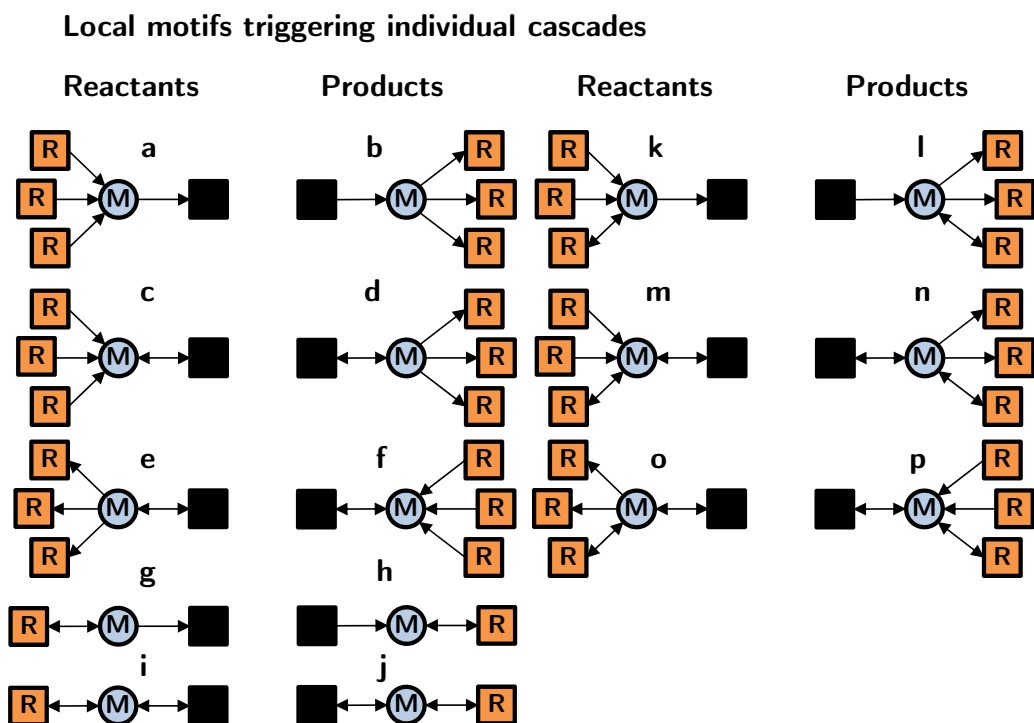 Local motifs triggering individual cascades
Reactants Products Reactants Products
R a b R k R l R
R M M R R M M R
R R R R
R c d R m R n R
R M M R R M M R
R R R R
R e f R o R p R
R M M R R M M R
R R R R
g h
R M M R
i j
R M M R